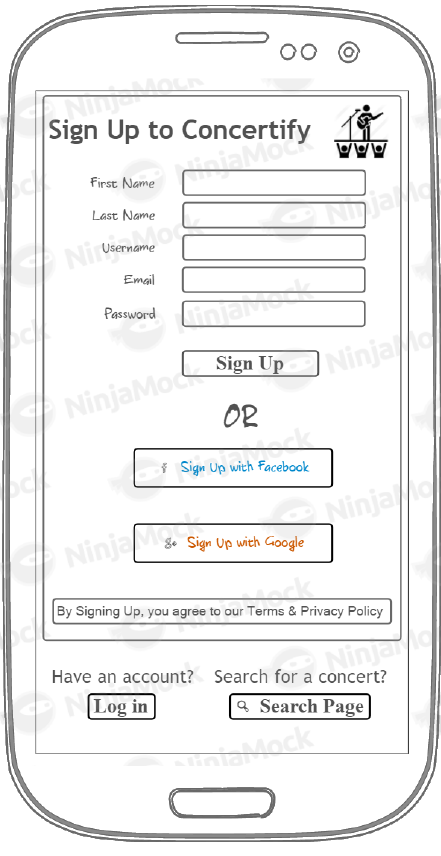 Sign Up to Concertify
First Name
Last Name
Username
Email
Password
Sign Up
OR
f Sign Up with Facebook
g+ Sign Up with Google
By Signing Up, you agree to our Terms & Privacy Policy
Have an account? Search for a concert?
Log in Search Page
NinjaMock